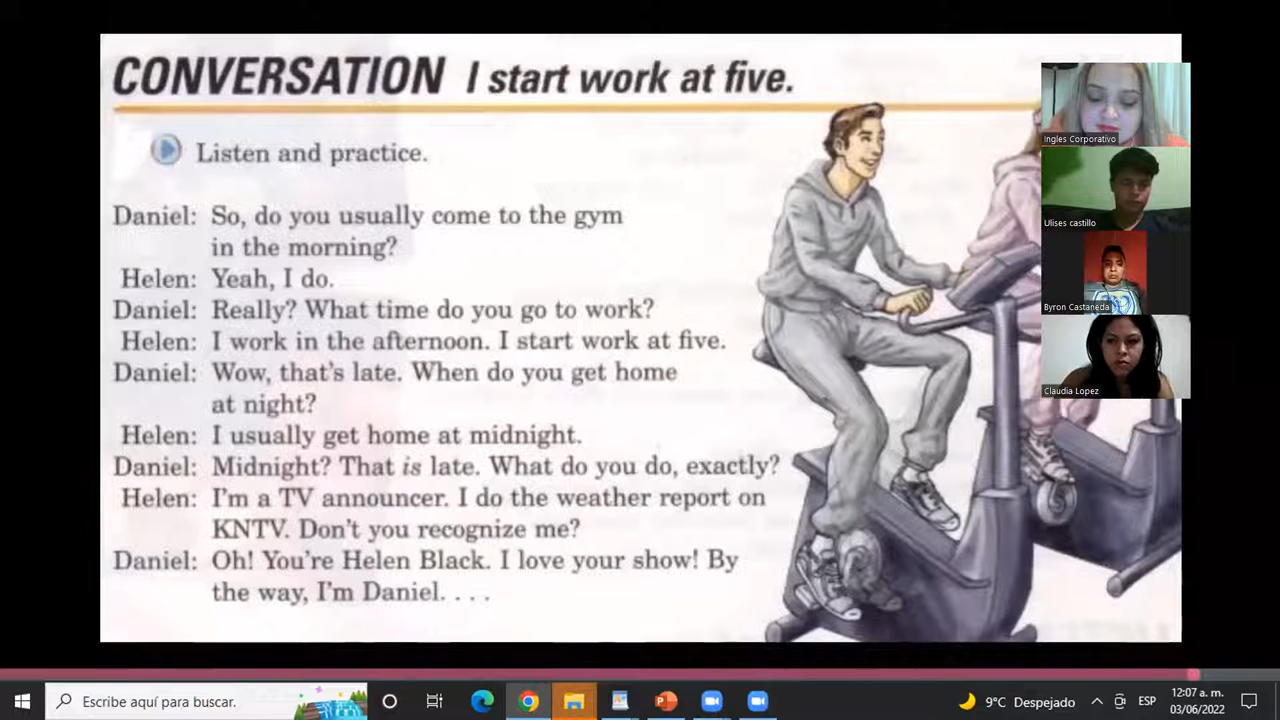 CONVERSATION I start work at five.
Listen and practice.
Daniel: So, do you usually come to the gym
in the morning?
Helen: Yeah, I do.
Daniel: Really? What time do you go to work?
Helen: I work in the afternoon. I start work at five.
Daniel: Wow, that's late. When do you get home
at night?
Helen: I usually get home at midnight.
Daniel: Midnight? That is late. What do you do, exactly?
Helen: I'm a TV announcer. I do the weather report on
KNTV. Don't you recognize me?
Daniel: Oh! You're Helen Black. I love your show! By
the way, I'm Daniel. . . .
Ingles Corporativo
Ulises castillo
Byron Castaneda
Claudia Lopez
Escribe aquí para buscar.
9°C Despejado
ESP
12:07 a. m.
03/06/2022